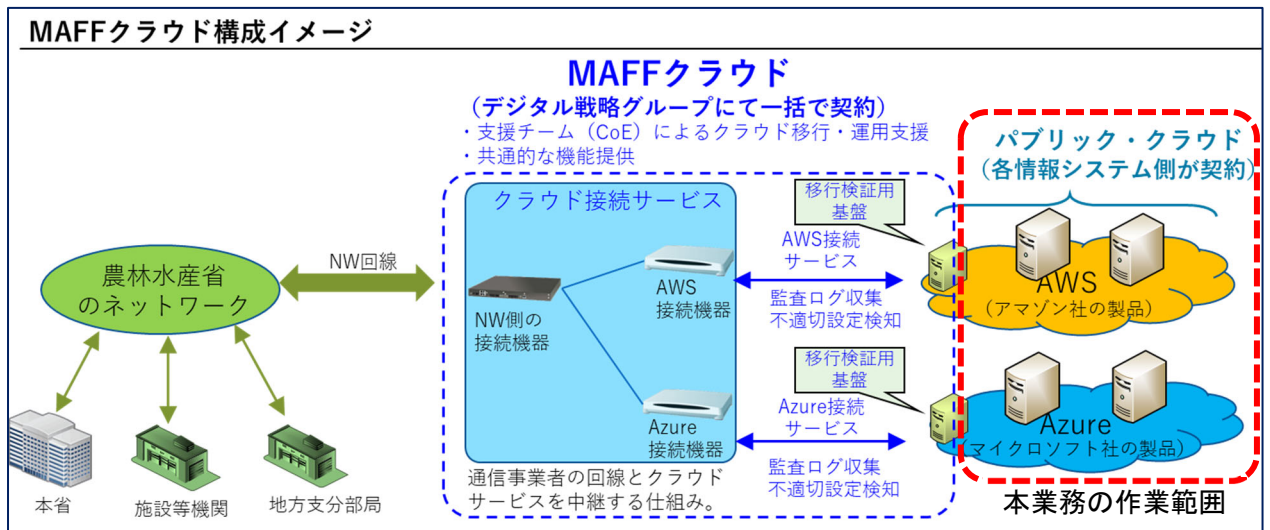 MAFFクラウド構成イメージ
MAFFクラウド
(デジタル戦略グループにて一括で契約)
・支援チーム（CoE）によるクラウド移行・運用支援
・共通的な機能提供
パブリック・クラウド
(各情報システム側が契約)
クラウド接続サービス
移行検証用
基盤
AWS接続
サービス
監査ログ収集
不適切設定検知
AWS
(アマゾン社の製品)
農林水産省
のネットワーク
NW回線
NW側の
接続機器
AWS
接続機器
移行検証用
基盤
Azure接続
サービス
監査ログ収集
不適切設定検知
Azure
(マイクロソフト社の製品)
Azure
接続機器
通信事業者の回線とクラウド
サービスを中継する仕組み。
本省
施設等機関
地方支分部局
本業務の作業範囲